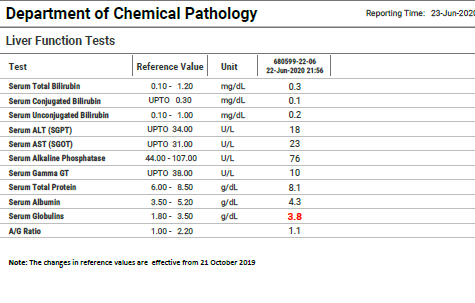 Department of Chemical Pathology
Reporting Time: 23-Jun-2020
Liver Function Tests
Test Reference Value Unit 680599-22-06 22-Jun-2020 21:56
Serum Total Bilirubin 0.10 - 1.20 mg/dL 0.3
Serum Conjugated Bilirubin UPTO 0.30 mg/dL 0.1
Serum Unconjugated Bilirubin 0.10 - 1.00 mg/dL 0.2
Serum ALT (SGPT) UPTO 34.00 U/L 18
Serum AST (SGOT) UPTO 31.00 U/L 23
Serum Alkaline Phosphatase 44.00 - 107.00 U/L 76
Serum Gamma GT UPTO 38.00 U/L 10
Serum Total Protein 6.00 - 8.50 g/dL 8.1
Serum Albumin 3.50 - 5.20 g/dL 4.3
Serum Globulins 1.80 - 3.50 g/dL 3.8
A/G Ratio 1.00 - 2.20 1.1
Note: The changes in reference values are effective from 21 October 2019